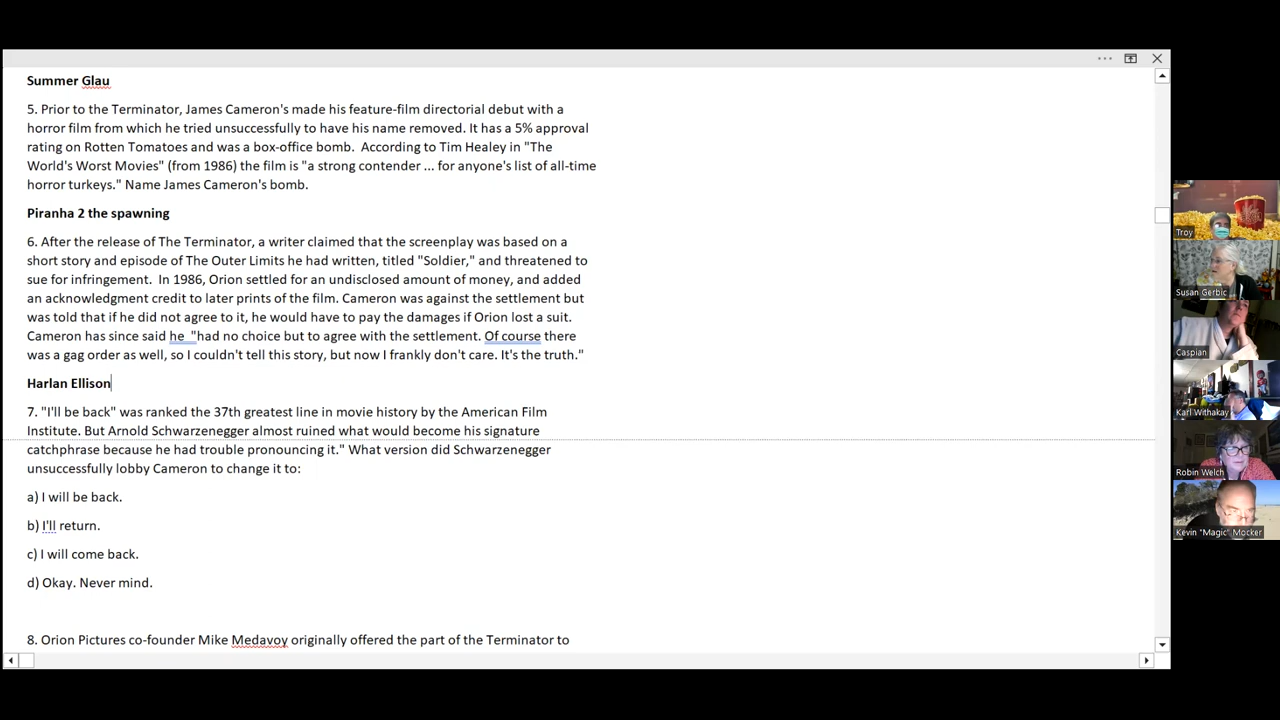 Summer Glau
5. Prior to the Terminator, James Cameron's made his feature-film directorial debut with a
horror film from which he tried unsuccessfully to have his name removed. It has a 5% approval
rating on Rotten Tomatoes and was a box-office bomb.  According to Tim Healey in "The
World's Worst Movies" (from 1986) the film is "a strong contender ... for anyone's list of all-time
horror turkeys." Name James Cameron's bomb.
Piranha 2 the spawning
6. After the release of The Terminator, a writer claimed that the screenplay was based on a
short story and episode of The Outer Limits he had written, titled "Soldier," and threatened to
sue for infringement.  In 1986, Orion settled for an undisclosed amount of money, and added
an acknowledgment credit to later prints of the film. Cameron was against the settlement but
was told that if he did not agree to it, he would have to pay the damages if Orion lost a suit.
Cameron has since said he  "had no choice but to agree with the settlement. Of course there
was a gag order as well, so I couldn't tell this story, but now I frankly don't care. It's the truth."
Harlan Ellison
7. "I'll be back" was ranked the 37th greatest line in movie history by the American Film
Institute. But Arnold Schwarzenegger almost ruined what would become his signature
catchphrase because he had trouble pronouncing it." What version did Schwarzenegger
unsuccessfully lobby Cameron to change it to:
a) I will be back.
b) I'll return.
c) I will come back.
d) Okay. Never mind.
8. Orion Pictures co-founder Mike Medavoy originally offered the part of the Terminator to
Troy
Susan Gerbic
Caspian
Karl Withakay
Robin Welch
Kevin "Magic" Mocker